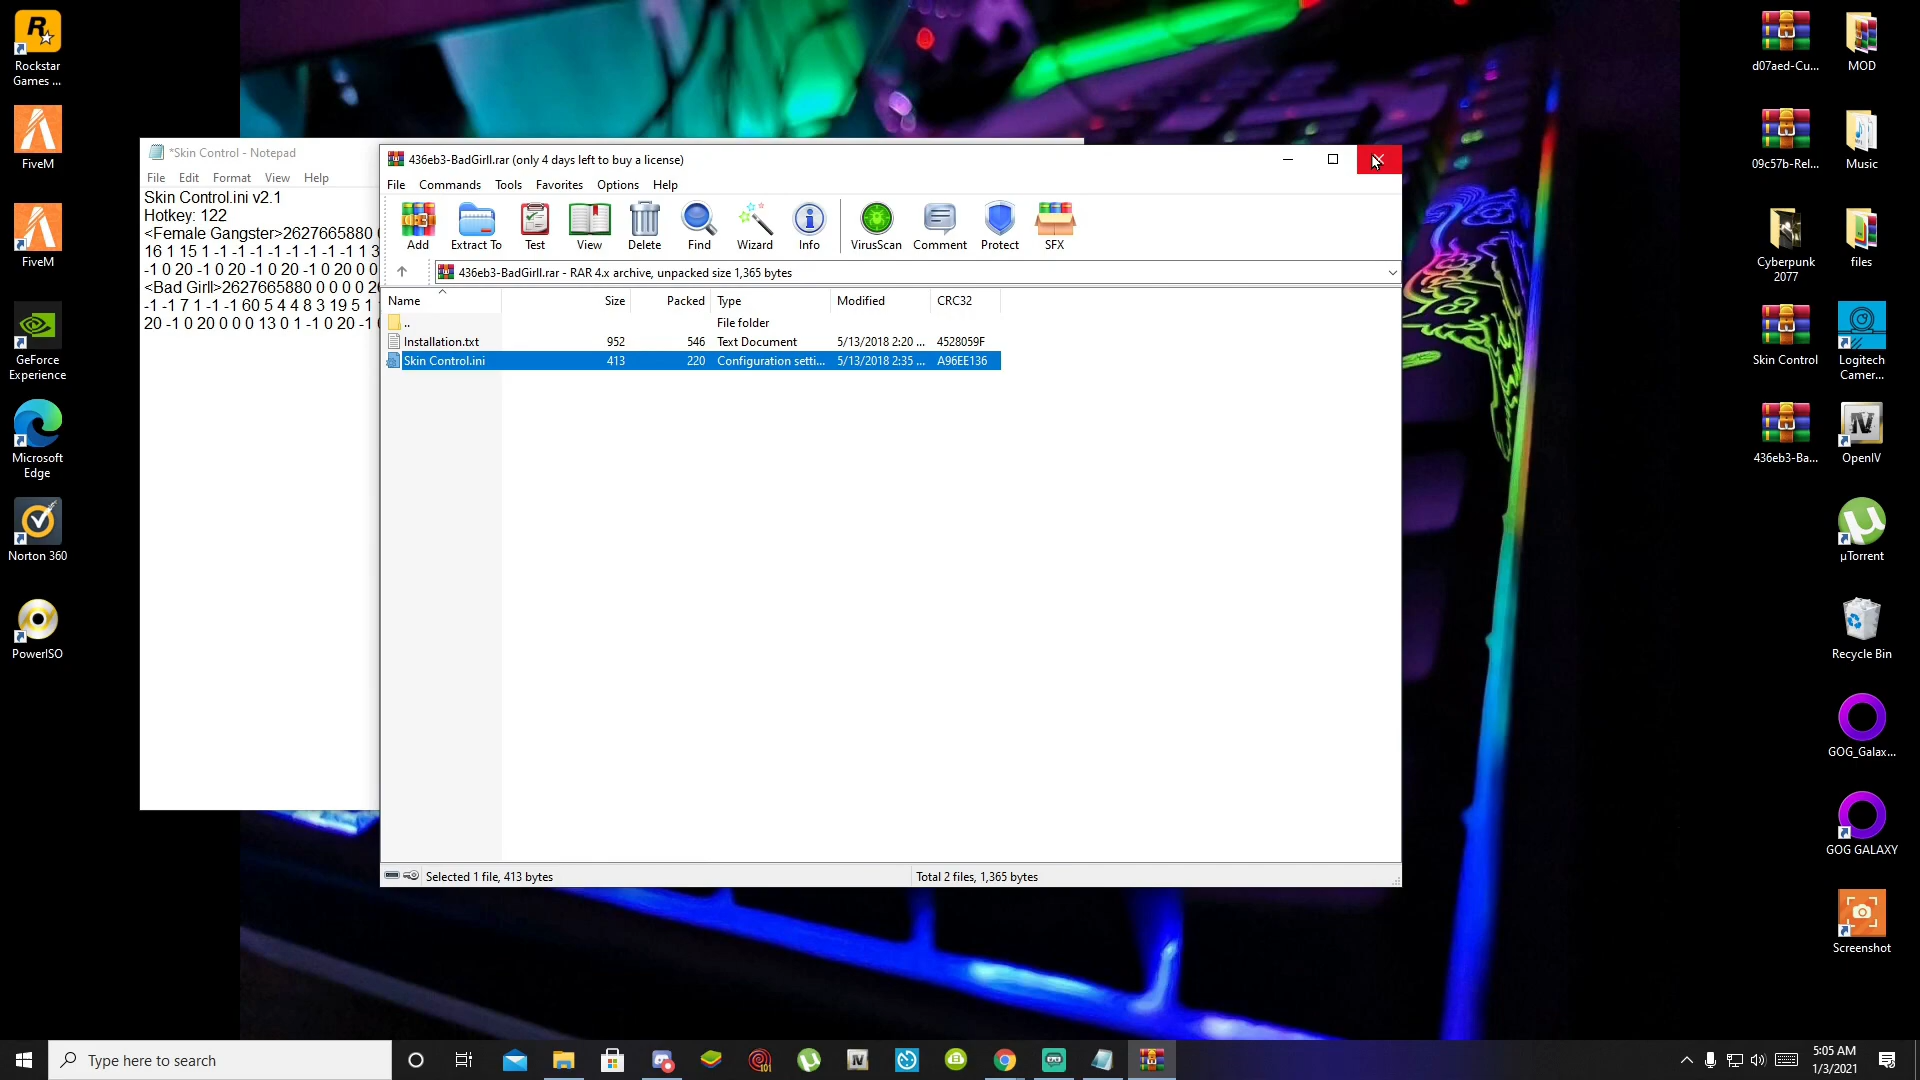 Rockstar
Games ...
FiveM
FiveM
GeForce
Experience
Microsoft
Edge
Norton 360
PowerISO
*Skin Control - Notepad
File Edit Format View Help
Skin Control.ini v2.1
Hotkey: 122
<Female Gangster>2627665880
16 1 15 1 -1 -1 -1 -1 -1 -1 -1 1 3
-1 0 20 -1 0 20 -1 0 20 -1 0 20 0 0
<Bad Girll>2627665880 0 0 0 0 20
-1 -1 7 1 -1 -1 60 5 4 4 8 3 19 5 1
20 -1 0 20 0 0 0 13 0 1 -1 0 20 -1
436eb3-BadGirll.rar (only 4 days left to buy a license)
File Commands Tools Favorites Options Help
Add Extract To Test View Delete Find Wizard Info VirusScan Comment Protect SFX
436eb3-BadGirll.rar - RAR 4.x archive, unpacked size 1,365 bytes
Name Size Packed Type Modified CRC32
.. File folder
Installation.txt 952 546 Text Document 5/13/2018 2:20 ... 4528059F
Skin Control.ini 413 220 Configuration setti... 5/13/2018 2:35 ... A96EE136
Selected 1 file, 413 bytes
Total 2 files, 1,365 bytes
d07aed-Cu...
MOD
09c57b-Rel...
Music
Cyberpunk
2077
files
Skin Control
Logitech
Camer...
436eb3-Ba...
OpenIV
µTorrent
Recycle Bin
GOG_Galax...
GOG GALAXY
Screenshot
Type here to search
101
5:05 AM
1/3/2021